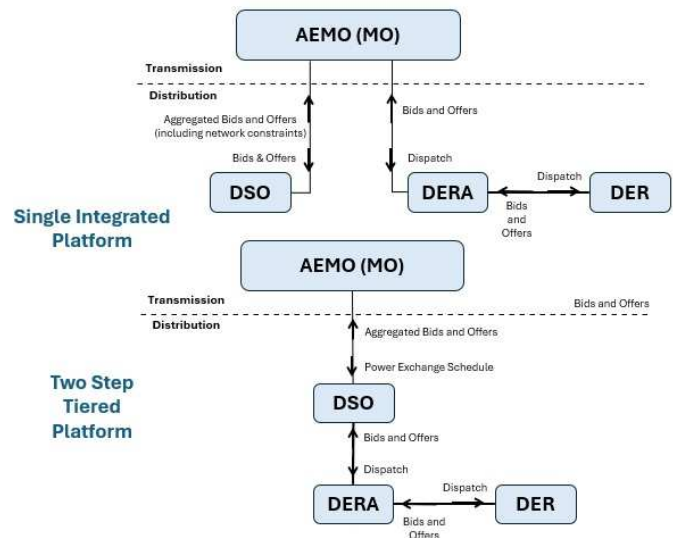 AEMO (MO)
Transmission
Distribution
Aggregated Bids and Offers
(including network constraints)
Bids and Offers
Bids & Offers
Dispatch
Dispatch
DSO
DERA
DER
Bids
and
Offers
Single Integrated
Platform
AEMO (MO)
Transmission
Bids and Offers
Distribution
Aggregated Bids and Offers
Power Exchange Schedule
Two Step
Tiered
Platform
DSO
Bids and Offers
Dispatch
Dispatch
DERA
DER
Bids and
Offers